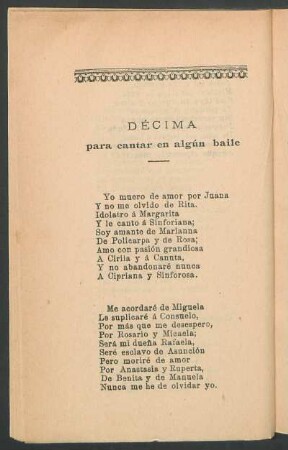 DÉCIMA
para cantar en algún baile
Yo muero de amor por Juana
Y no me olvido de Rita.
Idolatro á Margarita
Y le canto á Sinforiana;
Soy amante de Marianna
De Policarpa y de Rosa;
Amo con pasión grandiosa
A Cirila y á Canuta,
Y no abandonaré nunca
A Cipriana y Sinforosa.
Me acordaré de Miguela
Le suplicaré á Consuelo,
Por más que me desespero,
Por Rosario y Micaela;
Será mi dueña Rafaela,
Seré esclavo de Asunción
Pero moriré de amor
Por Anastasia y Ruperta,
De Benita y de Manuela
Nunca me he de olvidar yo.